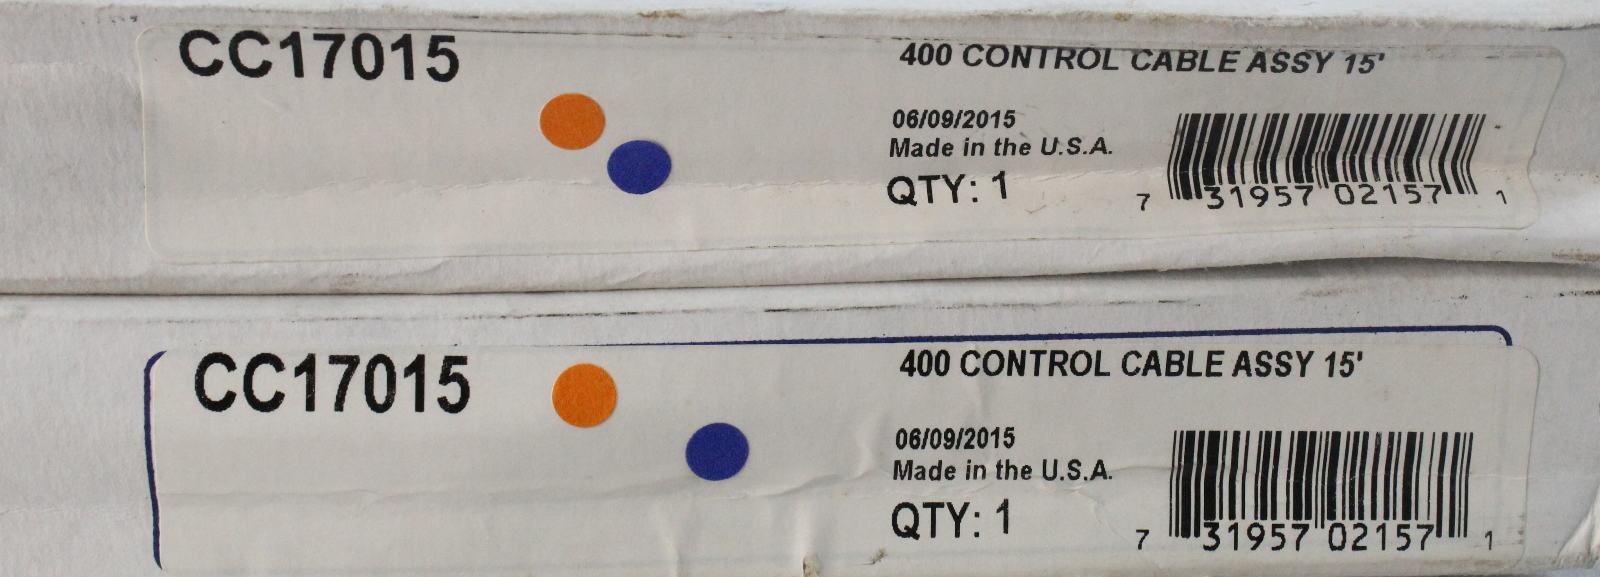 CC17015
400 CONTROL CABLE ASSY 15'
06/09/2015
Made in the U.S.A.
QTY: 1
7 31957 02157 1
CC17015
400 CONTROL CABLE ASSY 15'
06/09/2015
Made in the U.S.A.
QTY: 1
7 31957 02157 1